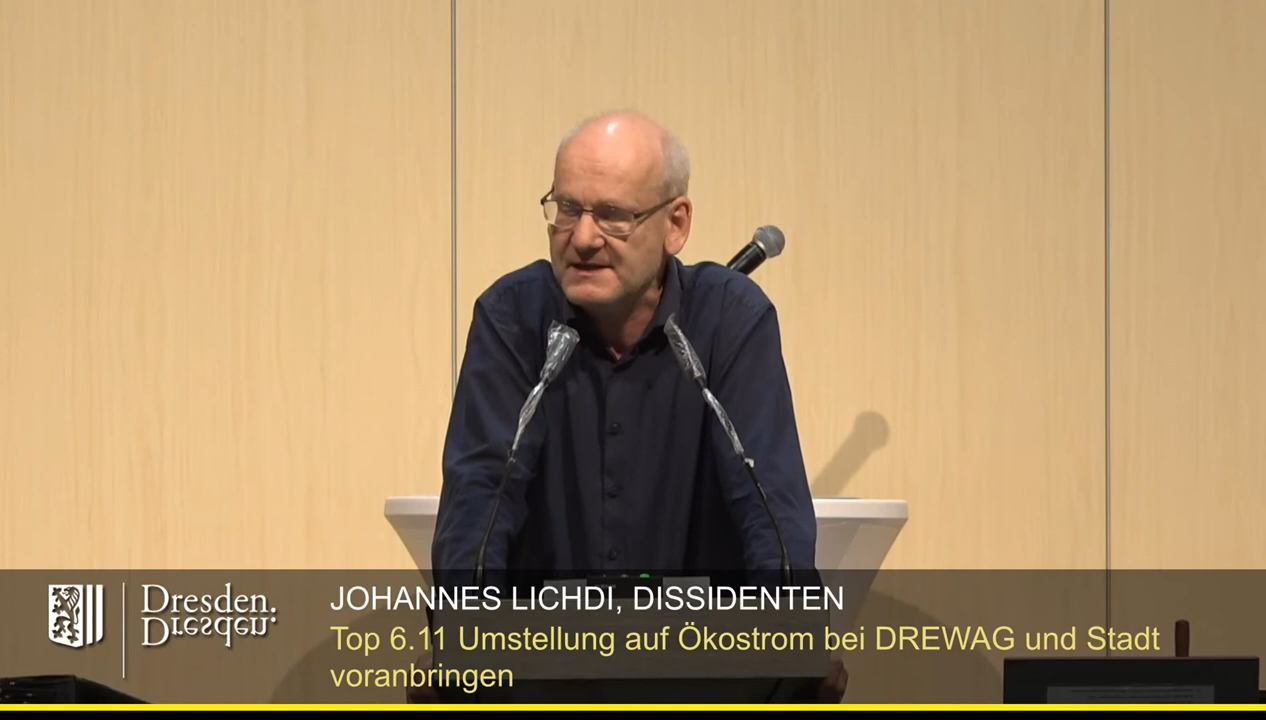 Dresden.
Dresden.
JOHANNES LICHDI, DISSIDENTEN
Top 6.11 Umstellung auf Ökostrom bei DREWAG und Stadt
voranbringen